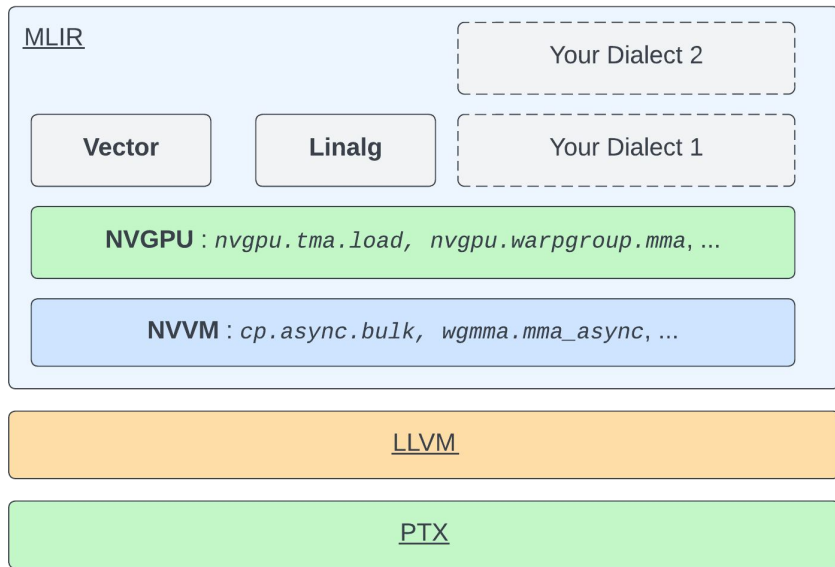 MLIR
Your Dialect 2
Vector
Linalg
Your Dialect 1
NVGPU : nvgpu.tma.load, nvgpu.warpgroup.mma, ...
NVVM : cp.async.bulk, wgmma.mma_async, ...
LLVM
PTX